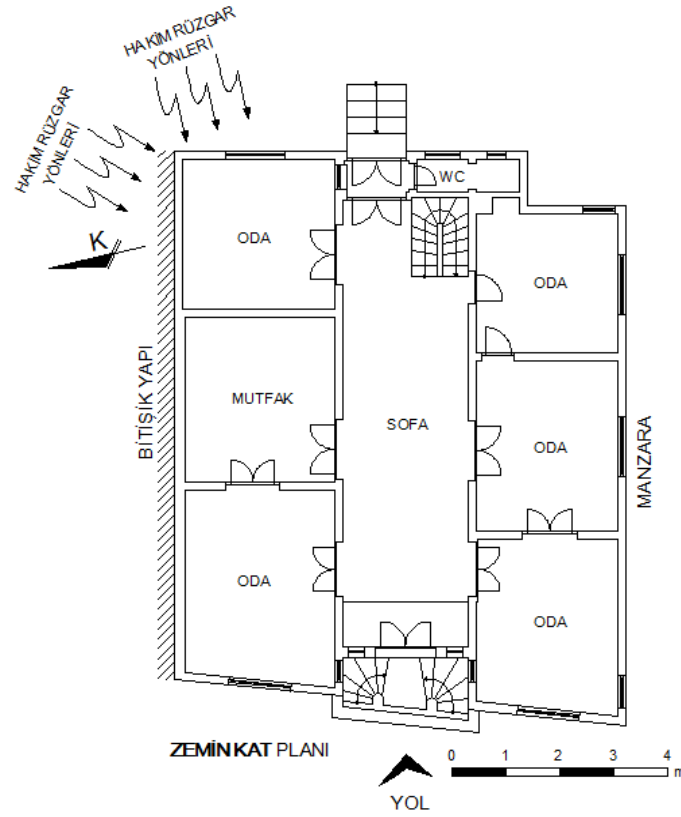 HAKİM RÜZGAR
YÖNLERİ
HAKİM RÜZGAR
YÖNLERİ
K
WC
ODA
ODA
BİTİŞİK YAPI
MUTFAK
SOFA
ODA
MANZARA
ODA
ODA
ZEMİN KAT PLANI
0 1 2 3 4
m
YOL